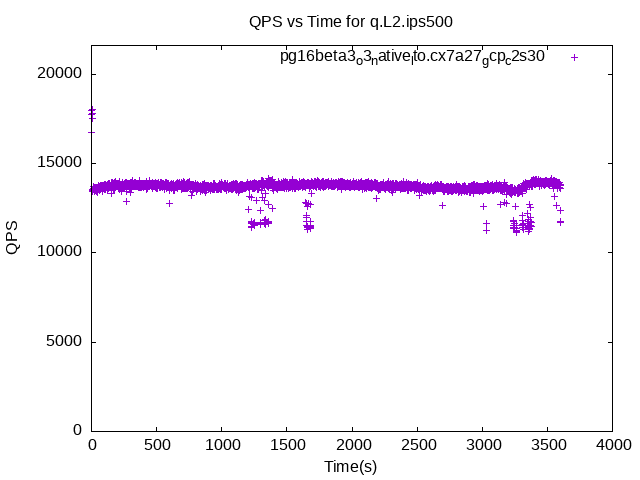 QPS vs Time for q.L2.ips500
pg16beta3ₒ3ₙativeₗto.cx7a27_gcp_c2s30
20000
15000
10000
5000
0
QPS
0 500 1000 1500 2000 2500 3000 3500 4000
Time(s)